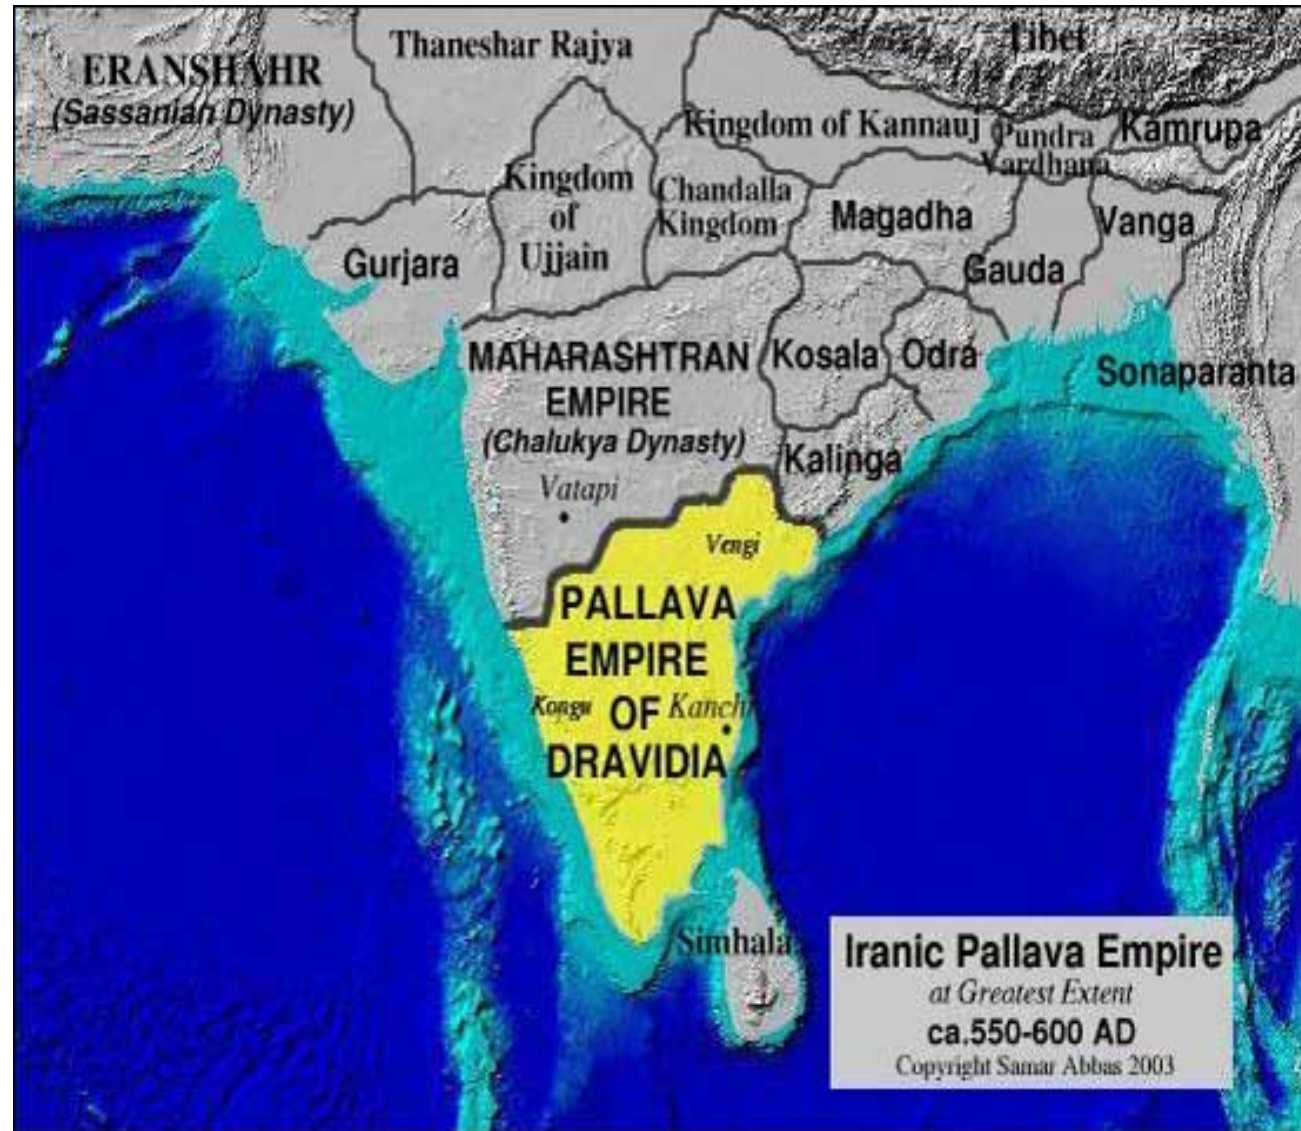 Thaneshar Rajya
Tibet
ERANSHAHR
(Sassanian Dynasty)
Kingdom of Kannauj
Pundra
Vardhana
Kamrupa
Kingdom
of
Ujjain
Chandalla
Kingdom
Magadha
Vanga
Gurjara
Gauda
MAHARASHTRAN
EMPIRE
(Chalukya Dynasty)
Kosala
Odra
Sonaparanta
Kalinga
Vatapi
Vengi
PALLAVA
EMPIRE
OF
DRAVIDIA
Kongu
Kanchi
Simhala
Iranic Pallava Empire
at Greatest Extent
ca.550-600 AD
Copyright Samar Abbas 2003